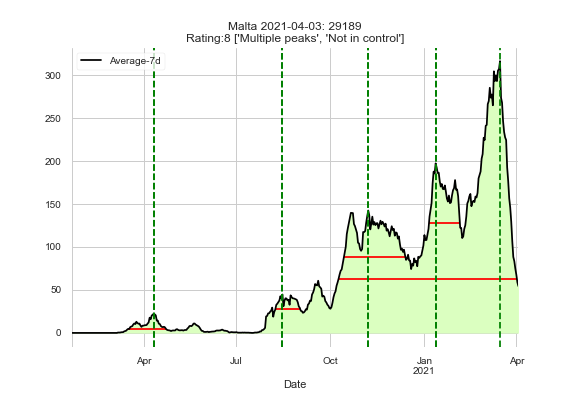 Malta 2021-04-03: 29189
Rating:8 ['Multiple peaks', 'Not in control']
Average-7d
300
250
200
150
100
50
0
Apr
Jul
Oct
Jan
2021
Apr
Date